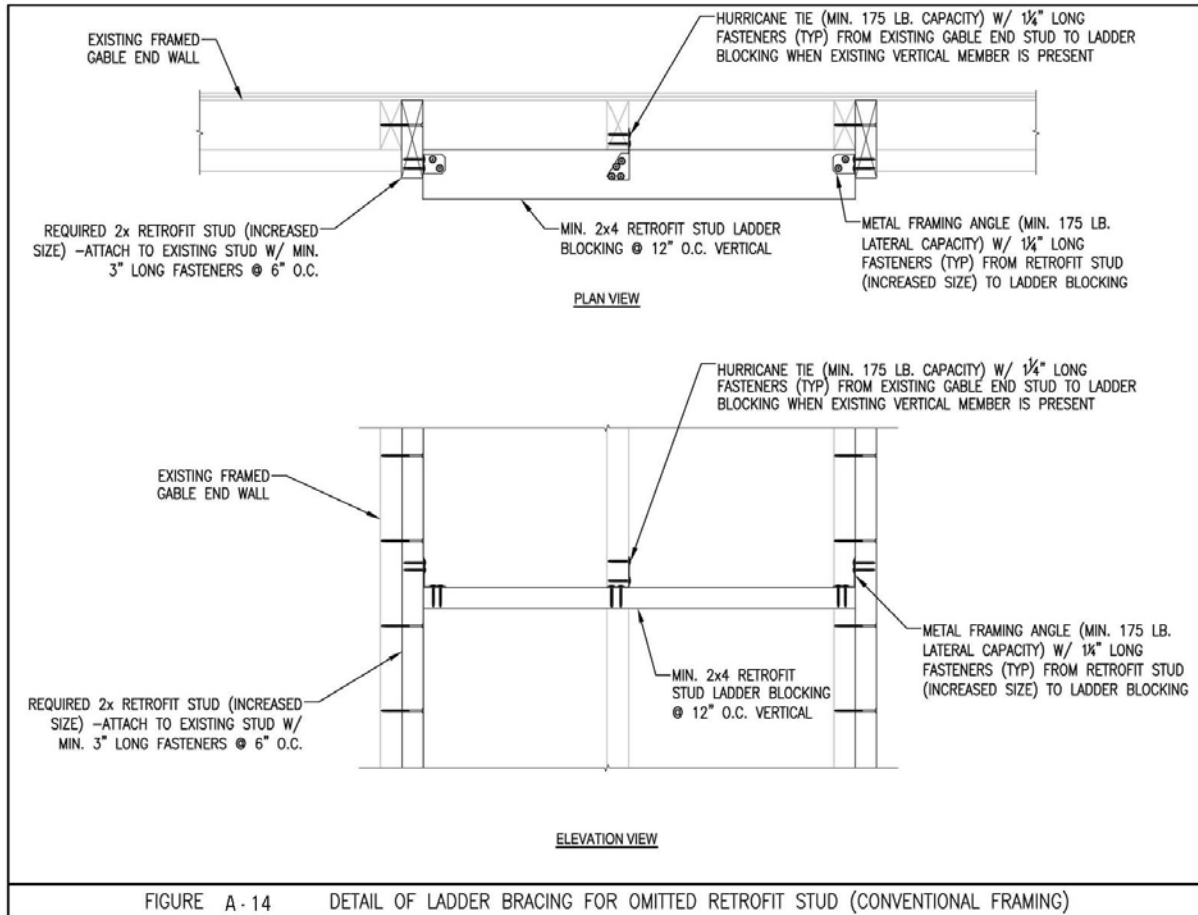 EXISTING FRAMED
GABLE END WALL
HURRICANE TIE (MIN. 175 LB. CAPACITY) W/ 1¼" LONG
FASTENERS (TYP) FROM EXISTING GABLE END STUD TO LADDER
BLOCKING WHEN EXISTING VERTICAL MEMBER IS PRESENT
REQUIRED 2x RETROFIT STUD (INCREASED
SIZE) -ATTACH TO EXISTING STUD W/ MIN.
3" LONG FASTENERS @ 6" O.C.
MIN. 2x4 RETROFIT STUD LADDER
BLOCKING @ 12" O.C. VERTICAL
METAL FRAMING ANGLE (MIN. 175 LB.
LATERAL CAPACITY) W/ 1¼" LONG
FASTENERS (TYP) FROM RETROFIT STUD
(INCREASED SIZE) TO LADDER BLOCKING
PLAN VIEW
HURRICANE TIE (MIN. 175 LB. CAPACITY) W/ 1¼" LONG
FASTENERS (TYP) FROM EXISTING GABLE END STUD TO LADDER
BLOCKING WHEN EXISTING VERTICAL MEMBER IS PRESENT
EXISTING FRAMED
GABLE END WALL
REQUIRED 2x RETROFIT STUD (INCREASED
SIZE) -ATTACH TO EXISTING STUD W/
MIN. 3" LONG FASTENERS @ 6" O.C.
MIN. 2x4 RETROFIT
STUD LADDER BLOCKING
@ 12" O.C. VERTICAL
METAL FRAMING ANGLE (MIN. 175 LB.
LATERAL CAPACITY) W/ 1¼" LONG
FASTENERS (TYP) FROM RETROFIT STUD
(INCREASED SIZE) TO LADDER BLOCKING
ELEVATION VIEW
FIGURE A-14 DETAIL OF LADDER BRACING FOR OMITTED RETROFIT STUD (CONVENTIONAL FRAMING)